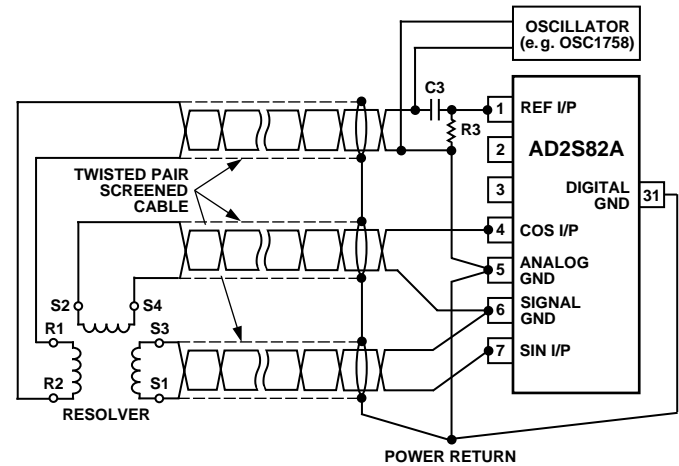 OSCILLATOR
(e.g. OSC1758)
C3
R3
1 REF I/P
2
AD2S82A
3
DIGITAL
GND
31
4 COS I/P
5 ANALOG
GND
6 SIGNAL
GND
7 SIN I/P
TWISTED PAIR
SCREENED
CABLE
S2 S4
R1 S3
R2 S1
RESOLVER
POWER RETURN